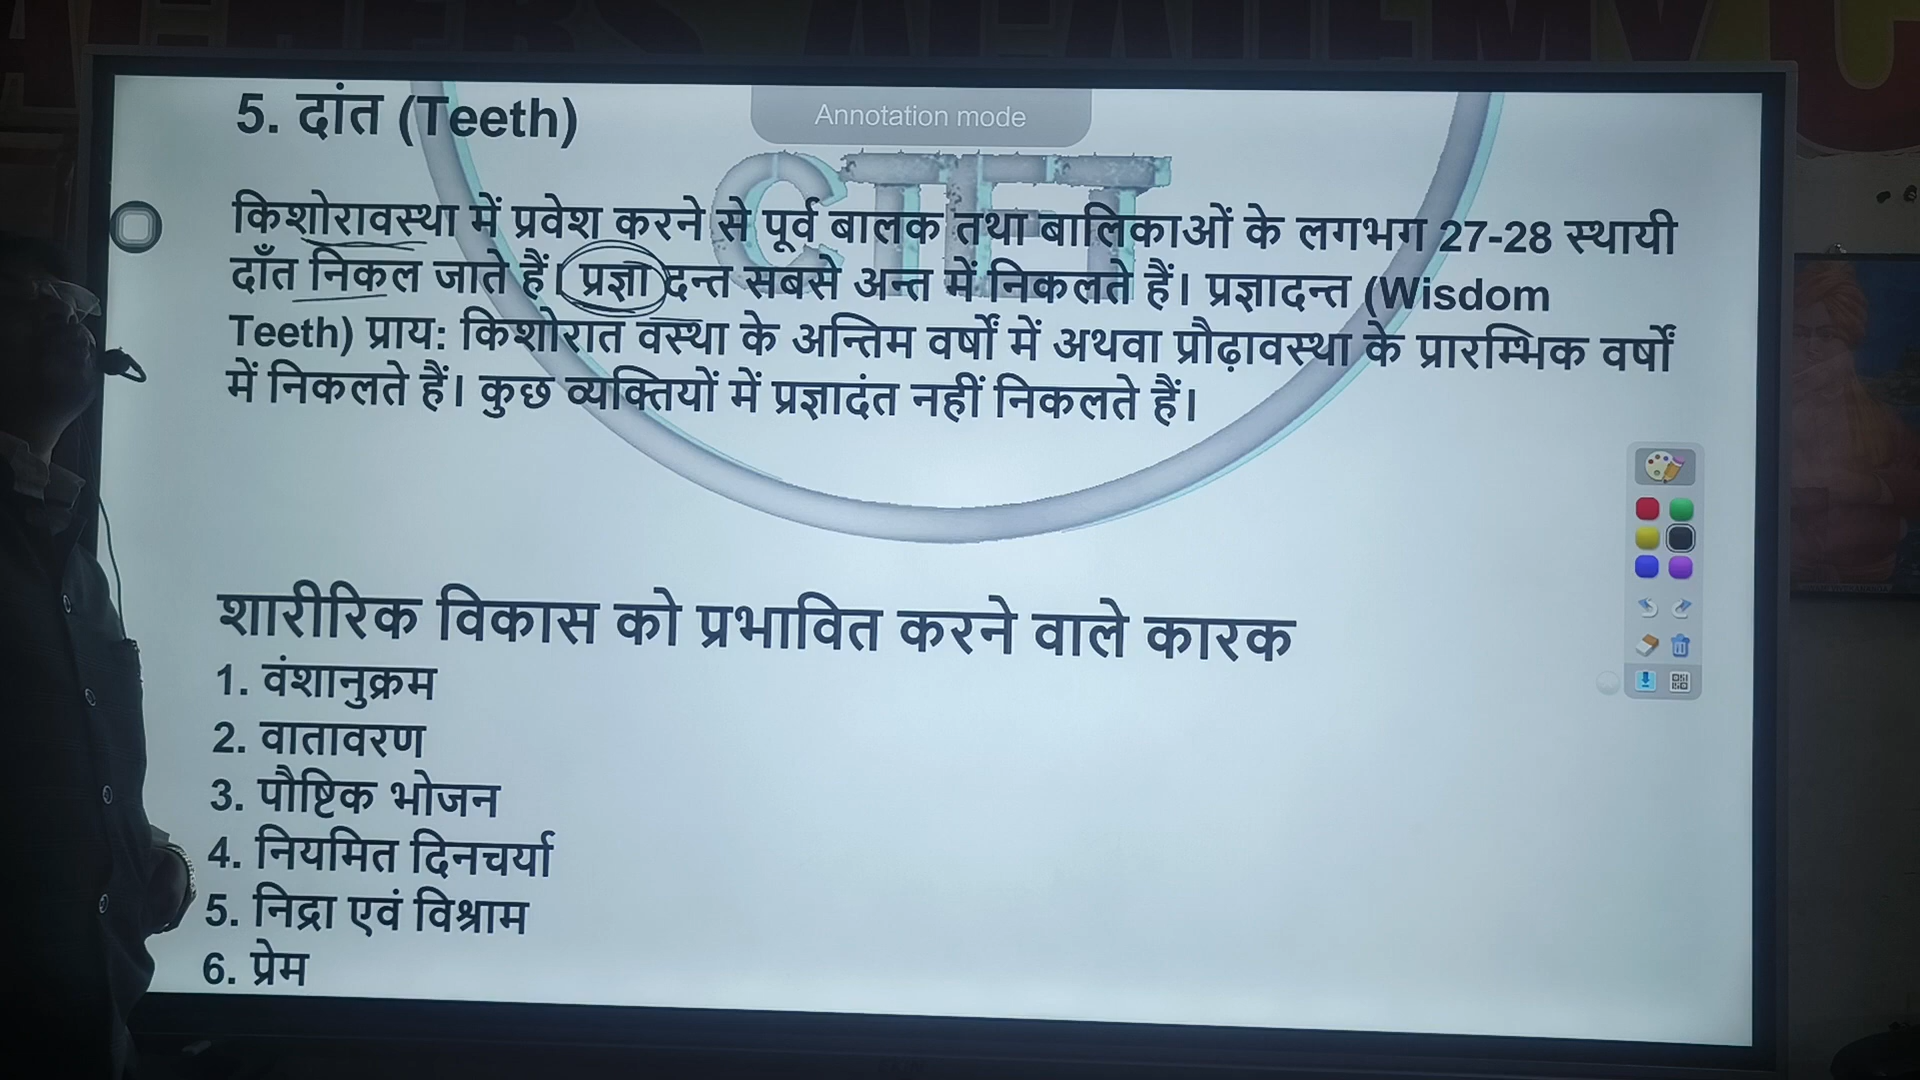 5. दांत (Teeth)
Annotation mode
CTET
किशोरावस्था में प्रवेश करने से पूर्व बालक तथा बालिकाओं के लगभग 27-28 स्थायी
दाँत निकल जाते हैं। प्रज्ञा दन्त सबसे अन्त में निकलते हैं। प्रज्ञादन्त (Wisdom
Teeth) प्राय: किशोरात वस्था के अन्तिम वर्षों में अथवा प्रौढ़ावस्था के प्रारम्भिक वर्षों
में निकलते हैं। कुछ व्यक्तियों में प्रज्ञादंत नहीं निकलते हैं।
शारीरिक विकास को प्रभावित करने वाले कारक
1. वंशानुक्रम
2. वातावरण
3. पौष्टिक भोजन
4. नियमित दिनचर्या
5. निद्रा एवं विश्राम
6. प्रेम